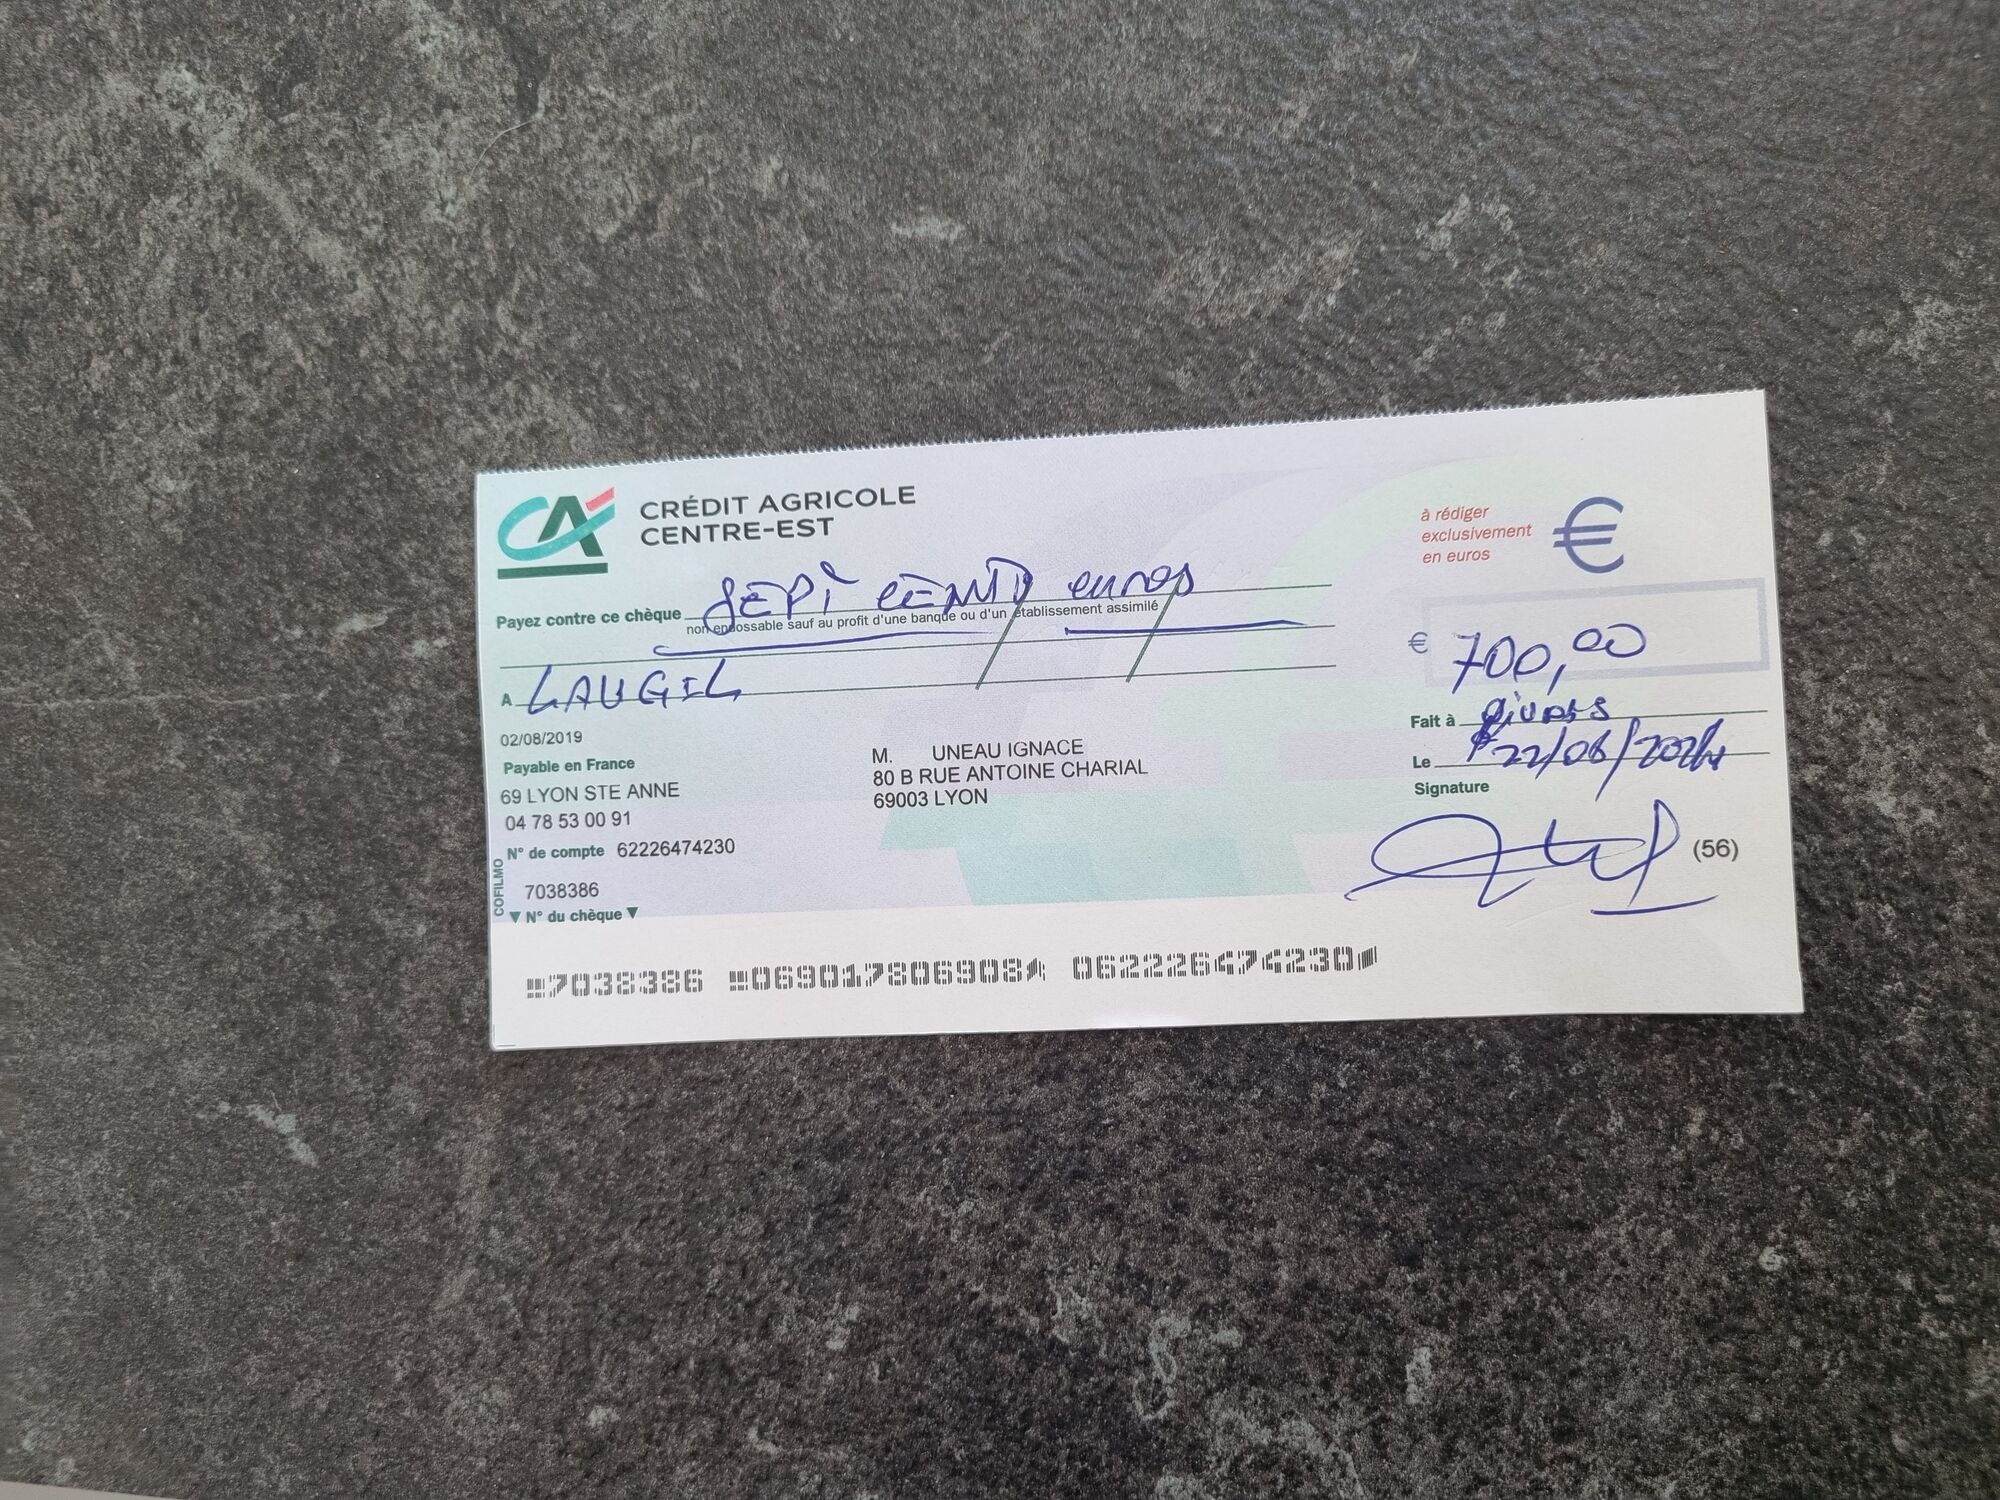 CRÉDIT AGRICOLE
CENTRE-EST
à rédiger
exclusivement
en euros
€
Payez contre ce chèque SEPT CENTS euros
non endossable sauf au profit d'une banque ou d'un établissement assimilé
€ 700,00
A LAUGIL
Fait à Givors
Le 22/06/2024
Signature
02/08/2019
Payable en France
69 LYON STE ANNE
04 78 53 00 91
M. UNEAU IGNACE
80 B RUE ANTOINE CHARIAL
69003 LYON
N° de compte 62226474230
(56)
COFILMO
7038386
N° du chèque
7038386 069017806908 062226474230